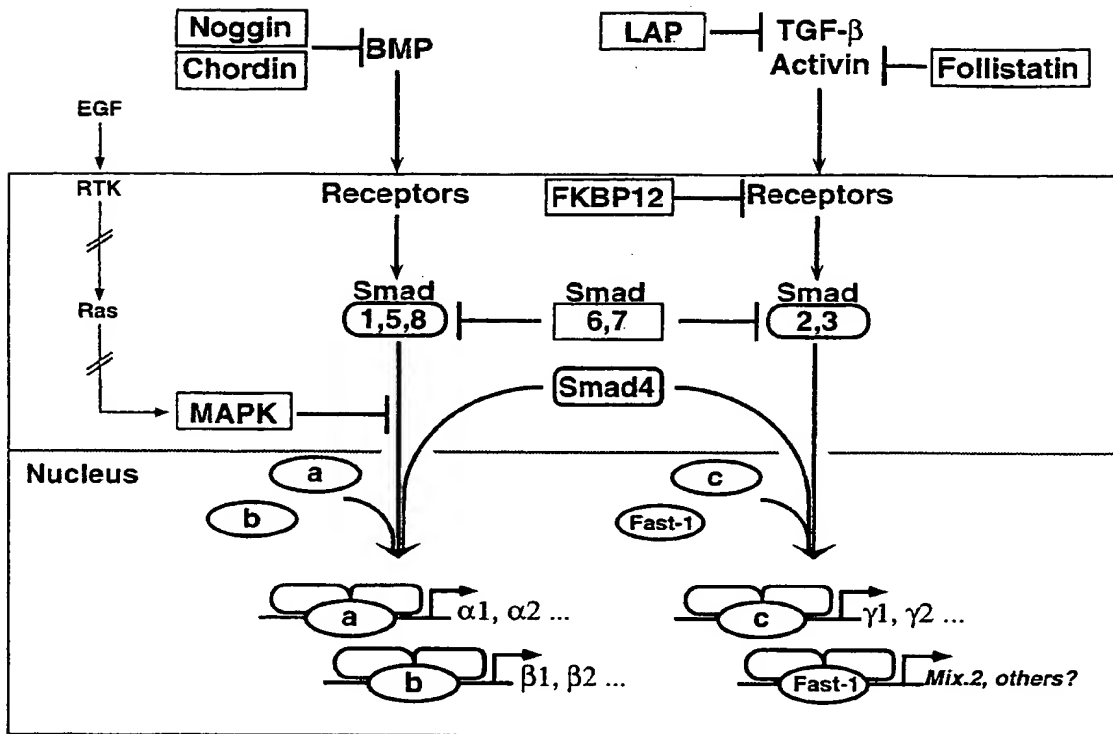 Noggin
Chordin
BMP
LAP
TGF-β
Activin
Follistatin
EGF
RTK
Receptors
FKBP12
Receptors
Ras
Smad
1,5,8
Smad
6,7
Smad
2,3
Smad4
MAPK
Nucleus
a
b
c
Fast-1
a
α1, α2 ...
b
β1, β2 ...
c
γ1, γ2 ...
Fast-1
Mix.2, others?